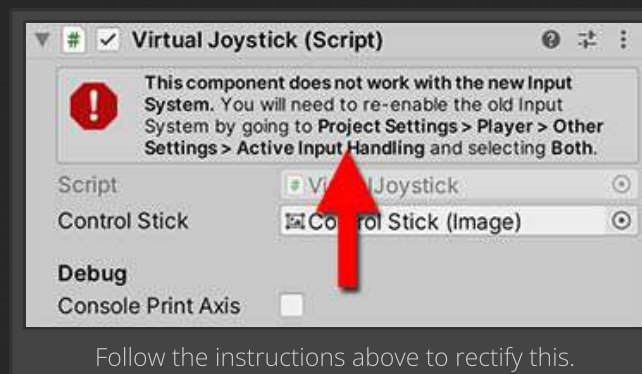 Virtual Joystick (Script)
This component does not work with the new Input
System. You will need to re-enable the old Input
System by going to Project Settings > Player > Other
Settings > Active Input Handling and selecting Both.
Script
Joystick
Control Stick
Stick (Image)
Debug
Console Print Axis
Follow the instructions above to rectify this.